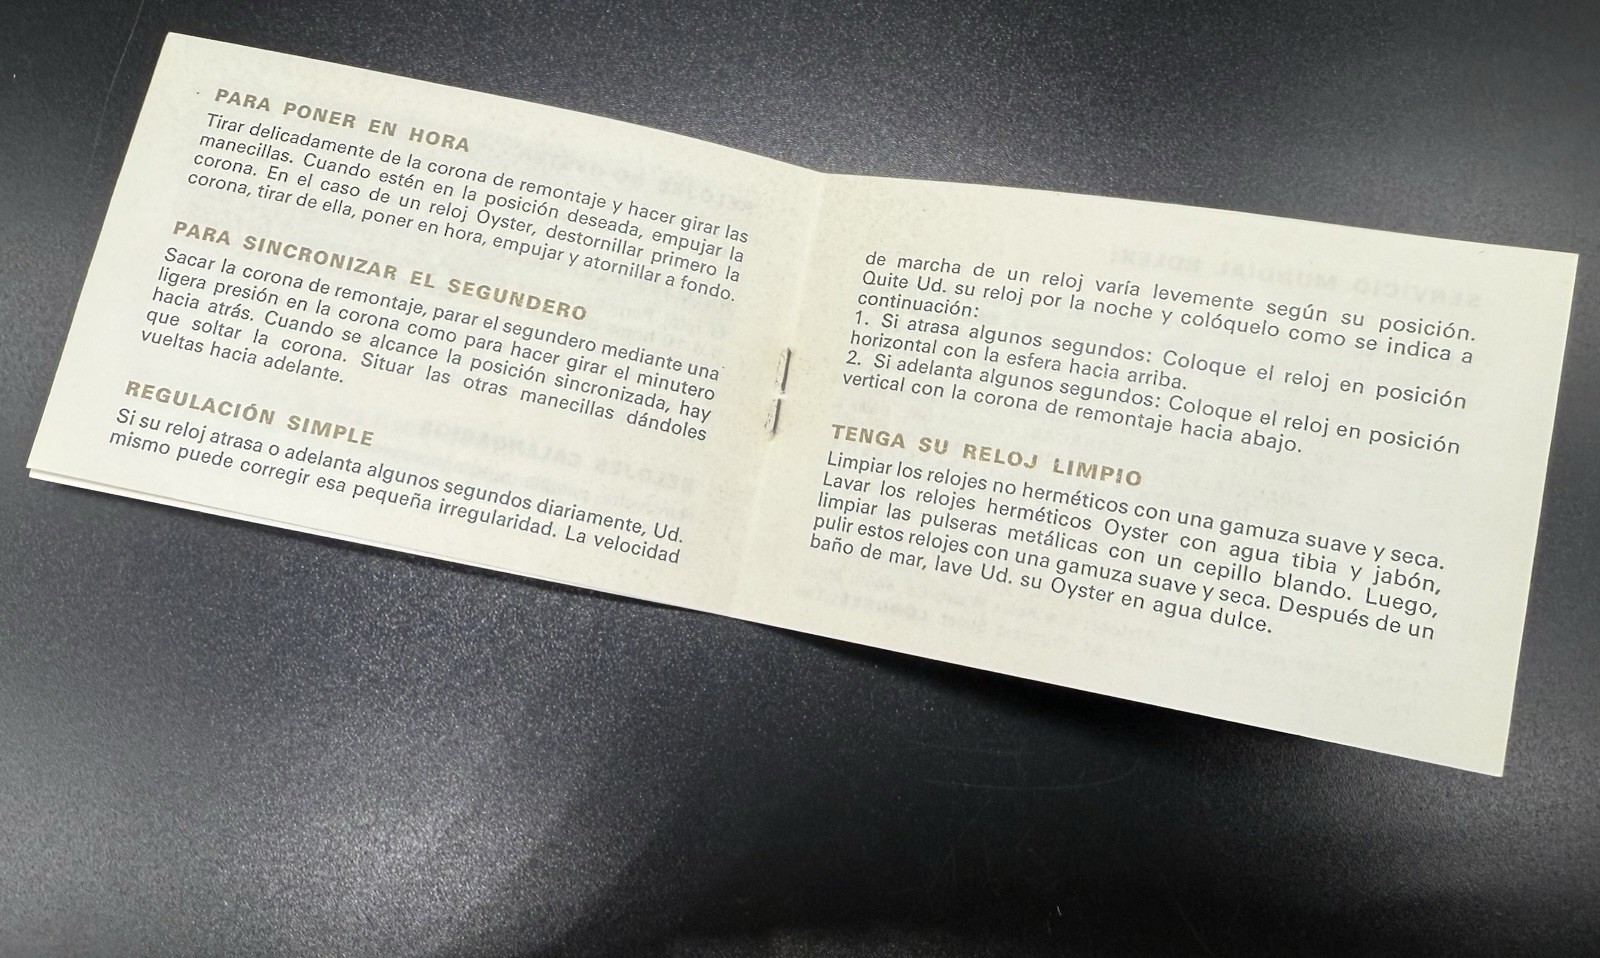 PARA PONER EN HORA
Tirar delicadamente de la corona de remontaje y hacer girar las
manecillas. Cuando estén en la posición deseada, empujar la
corona. En el caso de un reloj Oyster, destornillar primero la
corona, tirar de ella, poner en hora, empujar y atornillar a fondo.
PARA SINCRONIZAR EL SEGUNDERO
Sacar la corona de remontaje, parar el segundero mediante una
ligera presión en la corona como para hacer girar el minutero
hacia atrás. Cuando se alcance la posición sincronizada, hay
que soltar la corona. Situar las otras manecillas dándoles
vueltas hacia adelante.
REGULACIÓN SIMPLE
Si su reloj atrasa o adelanta algunos segundos diariamente, Ud.
mismo puede corregir esa pequeña irregularidad. La velocidad
de marcha de un reloj varía levemente según su posición.
Quite Ud. su reloj por la noche y colóquelo como se indica a
continuación:
1. Si atrasa algunos segundos: Coloque el reloj en posición
horizontal con la esfera hacia arriba.
2. Si adelanta algunos segundos: Coloque el reloj en posición
vertical con la corona de remontaje hacia abajo.
TENGA SU RELOJ LIMPIO
Limpiar los relojes no herméticos con una gamuza suave y seca.
Lavar los relojes herméticos Oyster con agua tibia y jabón,
limpiar las pulseras metálicas con un cepillo blando. Luego,
pulir estos relojes con una gamuza suave y seca. Después de un
baño de mar, lave Ud. su Oyster en agua dulce.